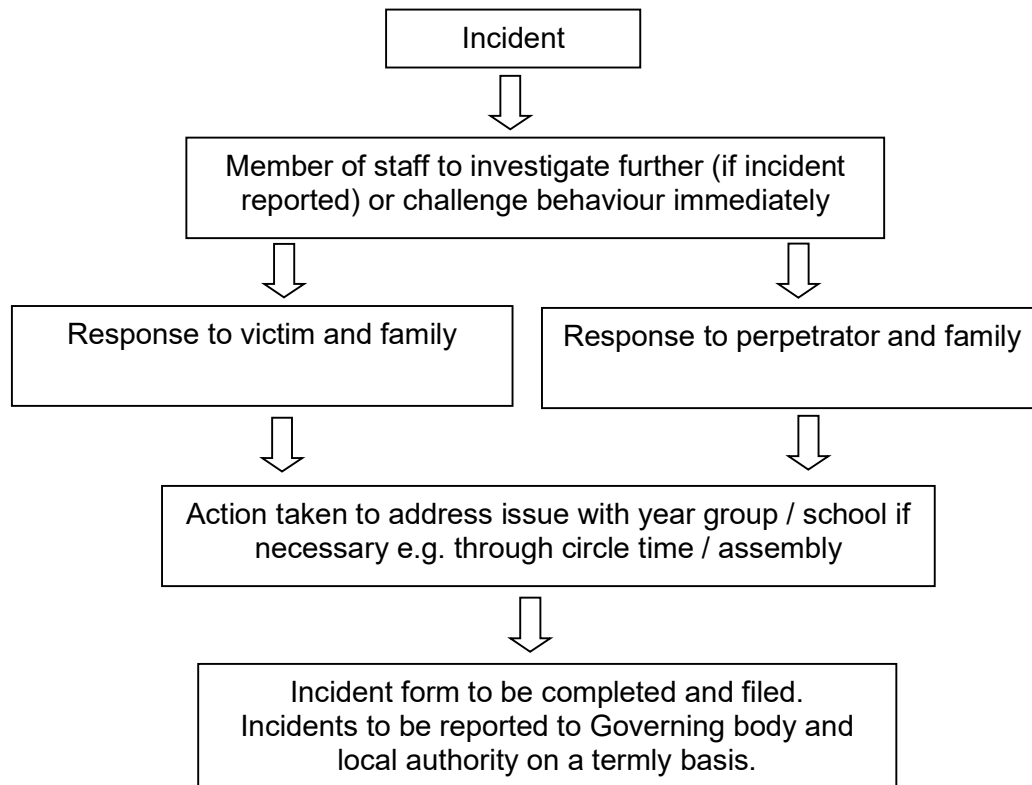 Incident
Member of staff to investigate further (if incident
reported) or challenge behaviour immediately
Response to victim and family
Response to perpetrator and family
Action taken to address issue with year group / school if
necessary e.g. through circle time / assembly
Incident form to be completed and filed.
Incidents to be reported to Governing body and
local authority on a termly basis.